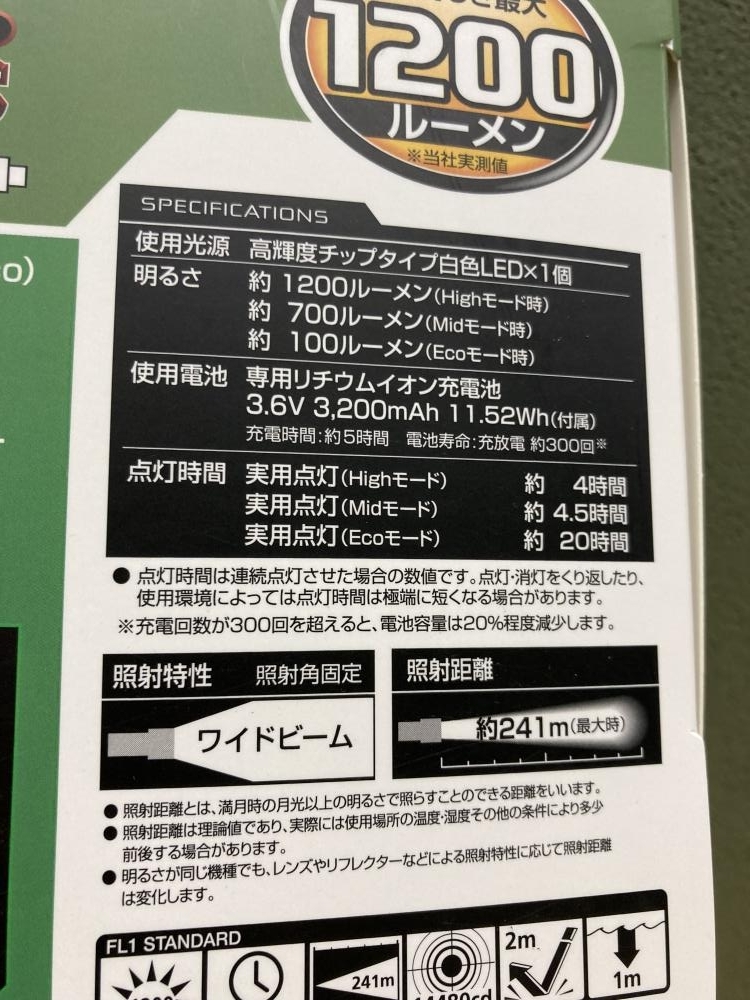 1200
ルーメン
※当社実測値
SPECIFICATIONS
使用光源 高輝度チップタイプ白色LED×1個
明るさ 約 1200ルーメン(Highモード時)
約 700ルーメン(Midモード時)
約 100ルーメン(Ecoモード時)
使用電池 専用リチウムイオン充電池
3.6V 3,200mAh 11.52Wh(付属)
充電時間:約5時間 電池寿命:充放電 約300回※
点灯時間 実用点灯(Highモード) 約 4時間
実用点灯(Midモード) 約 4.5時間
実用点灯(Ecoモード) 約 20時間
● 点灯時間は連続点灯させた場合の数値です。点灯・消灯をくり返したり、
使用環境によっては点灯時間は極端に短くなる場合があります。
※充電回数が300回を超えると、電池容量は20%程度減少します。
照射特性 照射角固定
ワイドビーム
照射距離
約241m(最大時)
● 照射距離とは、満月時の月光以上の明るさで照らすことのできる距離をいいます。
● 照射距離は理論値であり、実際には使用場所の温度・湿度その他の条件により多少
前後する場合があります。
● 明るさが同じ機種でも、レンズやリフレクターなどによる照射特性に応じて照射距離
は変化します。
FL1 STANDARD
241m
14480cd
2m
1m